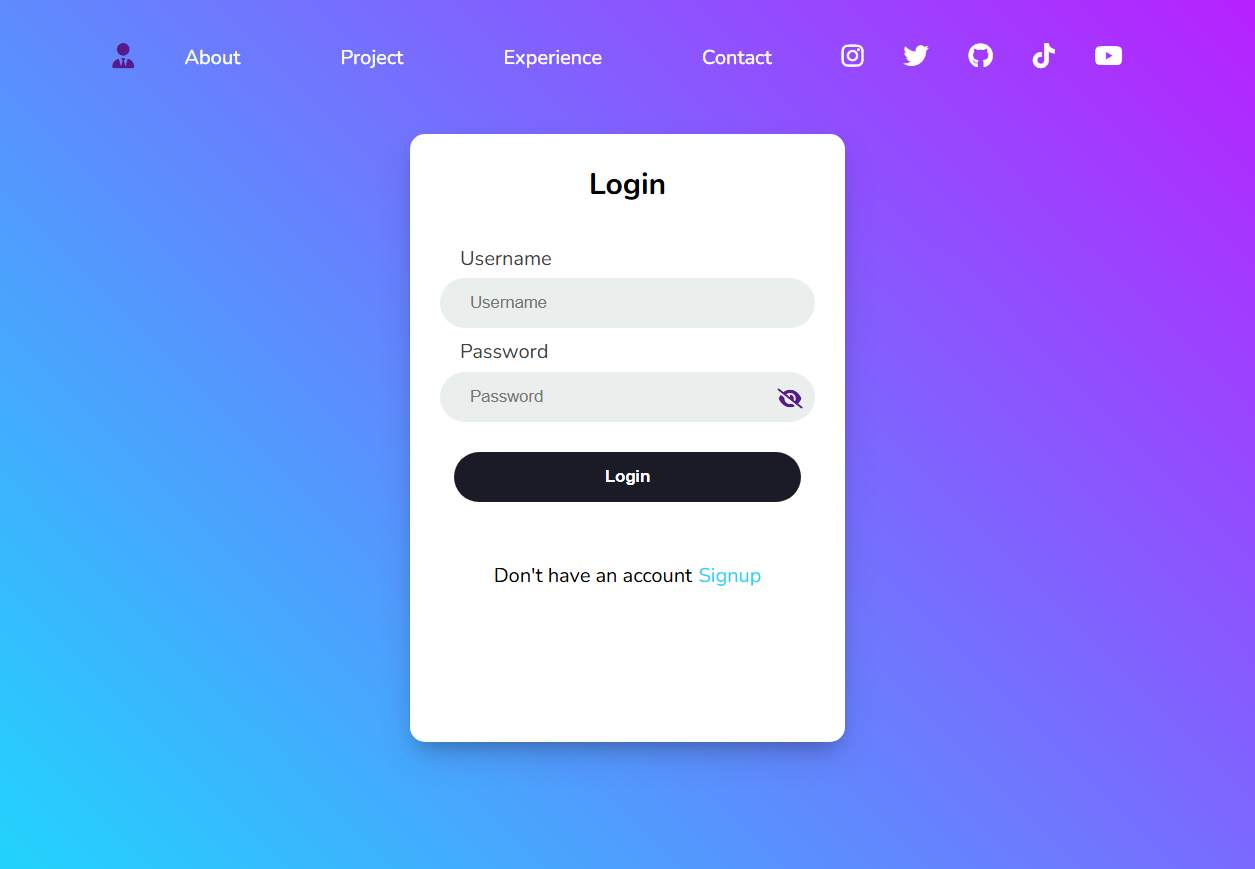 About Project Experience Contact
Login
Username
Username
Password
Password
Login
Don't have an account Signup